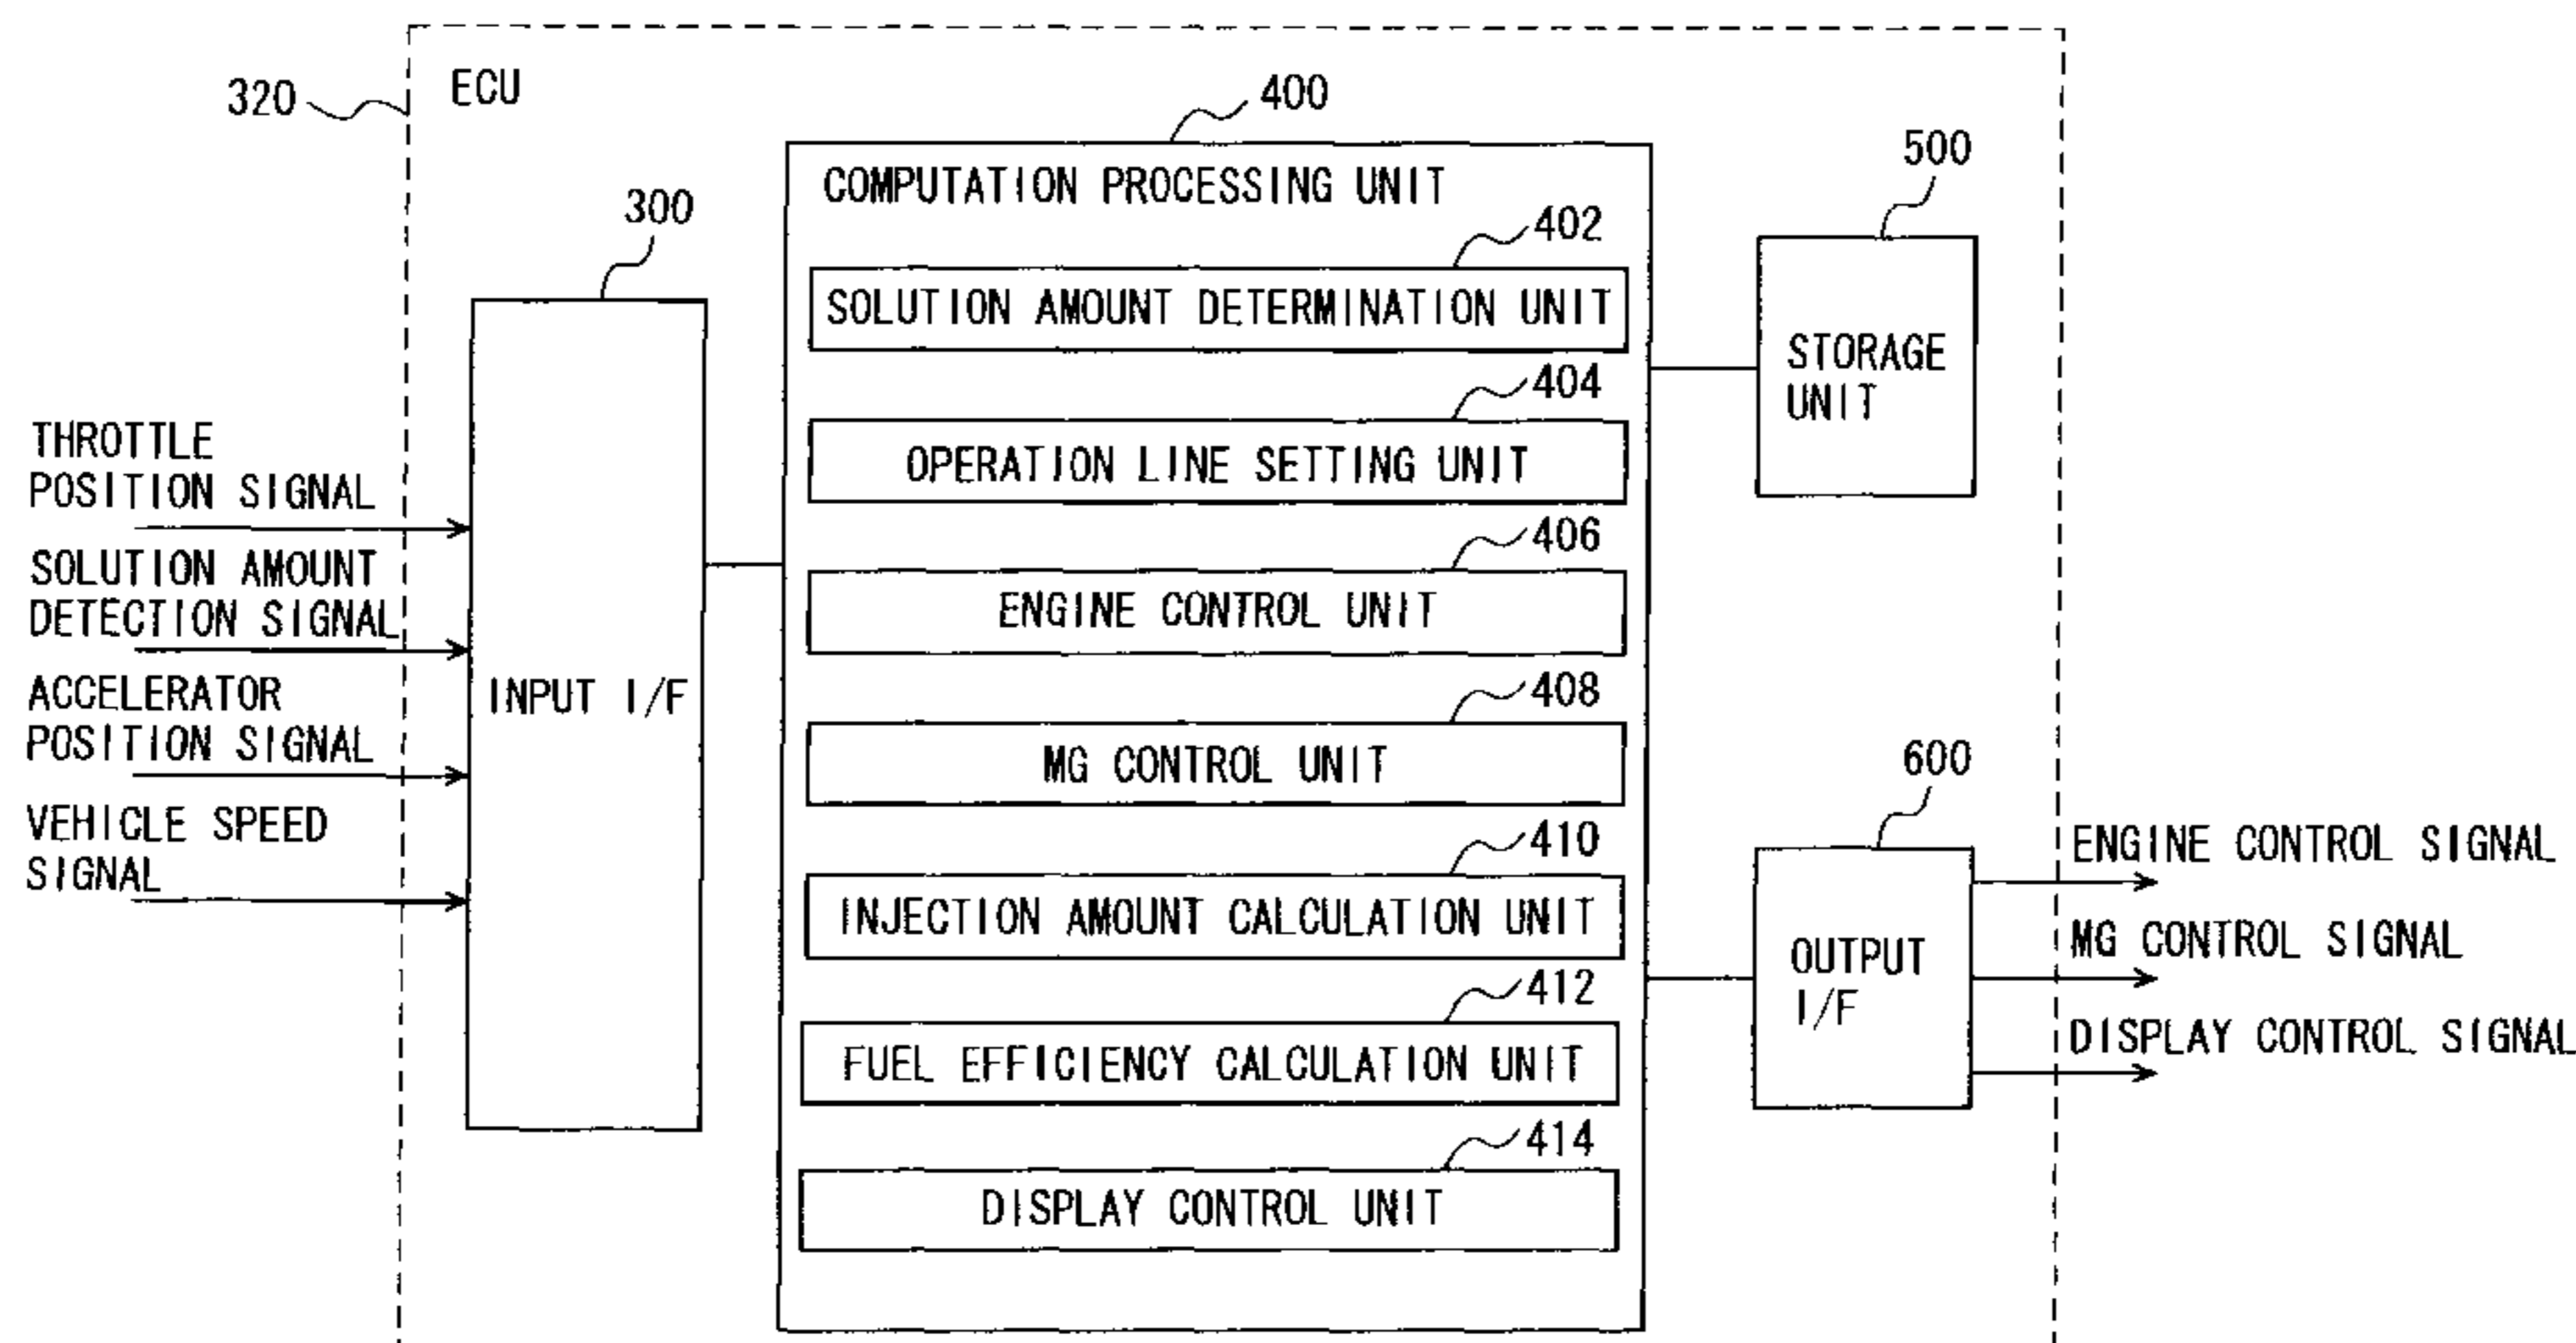 320
ECU
400
COMPUTATION PROCESSING UNIT
500
300
402
SOLUTION AMOUNT DETERMINATION UNIT
STORAGE
UNIT
404
OPERATION LINE SETTING UNIT
THROTTLE
POSITION SIGNAL
SOLUTION AMOUNT
DETECTION SIGNAL
ACCELERATOR
POSITION SIGNAL
VEHICLE SPEED
SIGNAL
INPUT I/F
406
ENGINE CONTROL UNIT
408
MG CONTROL UNIT
410
INJECTION AMOUNT CALCULATION UNIT
412
FUEL EFFICIENCY CALCULATION UNIT
414
DISPLAY CONTROL UNIT
600
OUTPUT
I/F
ENGINE CONTROL SIGNAL
MG CONTROL SIGNAL
DISPLAY CONTROL SIGNAL